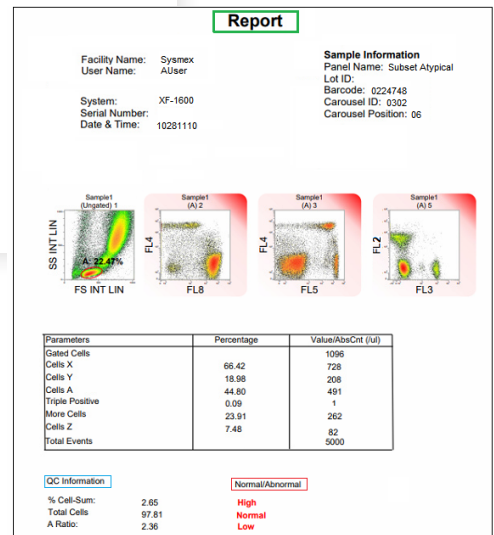 Report
Facility Name: Sysmex
User Name: AUser
System: XF-1600
Serial Number:
Date & Time: 10281110
Sample Information
Panel Name: Subset Atypical
Lot ID:
Barcode: 0224748
Carousel ID: 0302
Carousel Position: 06
Sample1
(Ungated) 1
SS INT LIN
A: 22.47%
FS INT LIN
Sample1
(A) 2
FL4
FL8
Sample1
(A) 3
FL4
FL5
Sample1
(A) 5
FL2
FL3
Parameters Percentage Value/AbsCnt (/ul)
Gated Cells 1096
Cells X 66.42 728
Cells Y 18.98 208
Cells A 44.80 491
Triple Positive 0.09 1
More Cells 23.91 262
Cells Z 7.48 82
Total Events 5000
QC Information Normal/Abnormal
% Cell-Sum: 2.65 High
Total Cells 97.81 Normal
A Ratio: 2.36 Low